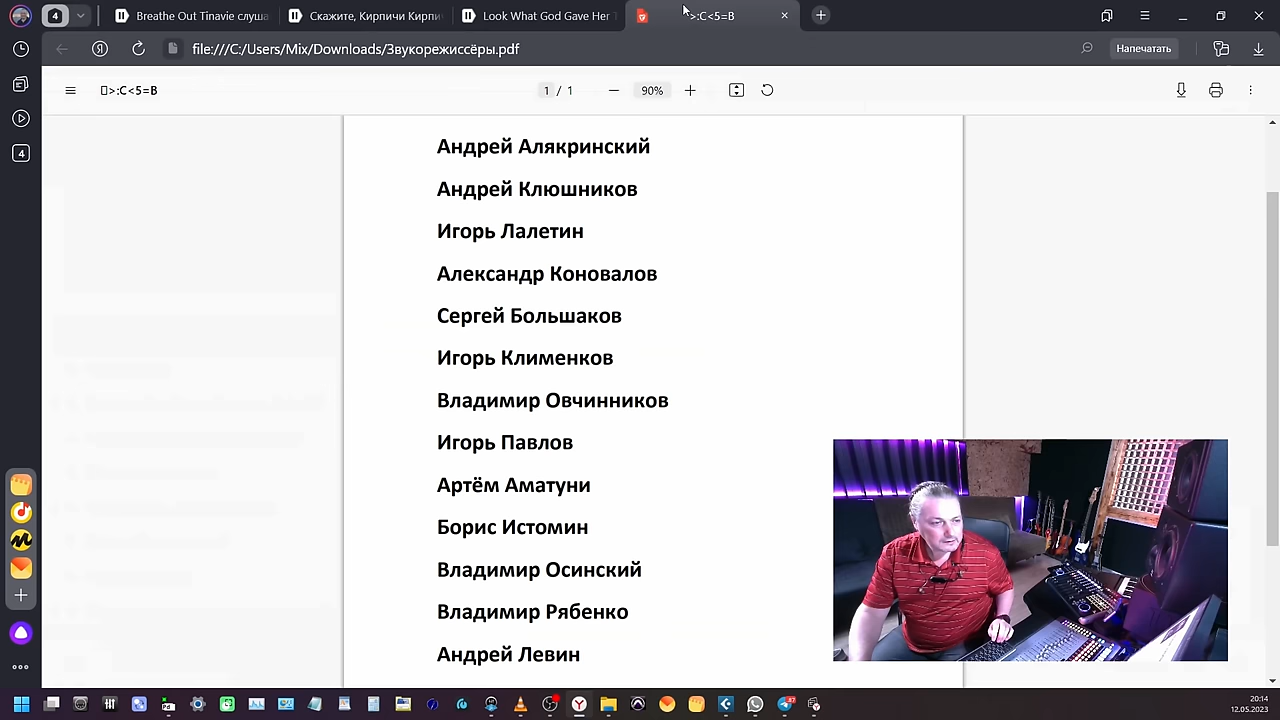 4
Breathe Out Tinavie слуша
Скажите, Кирпичи Кирпи
Look What God Gave Her T
>:C<5=B
file:///C:/Users/Mix/Downloads/Звукорежиссёры.pdf
Напечатать
>:C<5=B
1 / 1
90%
4
Андрей Алякринский
Андрей Клюшников
Игорь Лалетин
Александр Коновалов
Сергей Большаков
Игорь Клименков
Владимир Овчинников
Игорь Павлов
Артём Аматуни
Борис Истомин
Владимир Осинский
Владимир Рябенко
Андрей Левин
20:14
12.05.2023